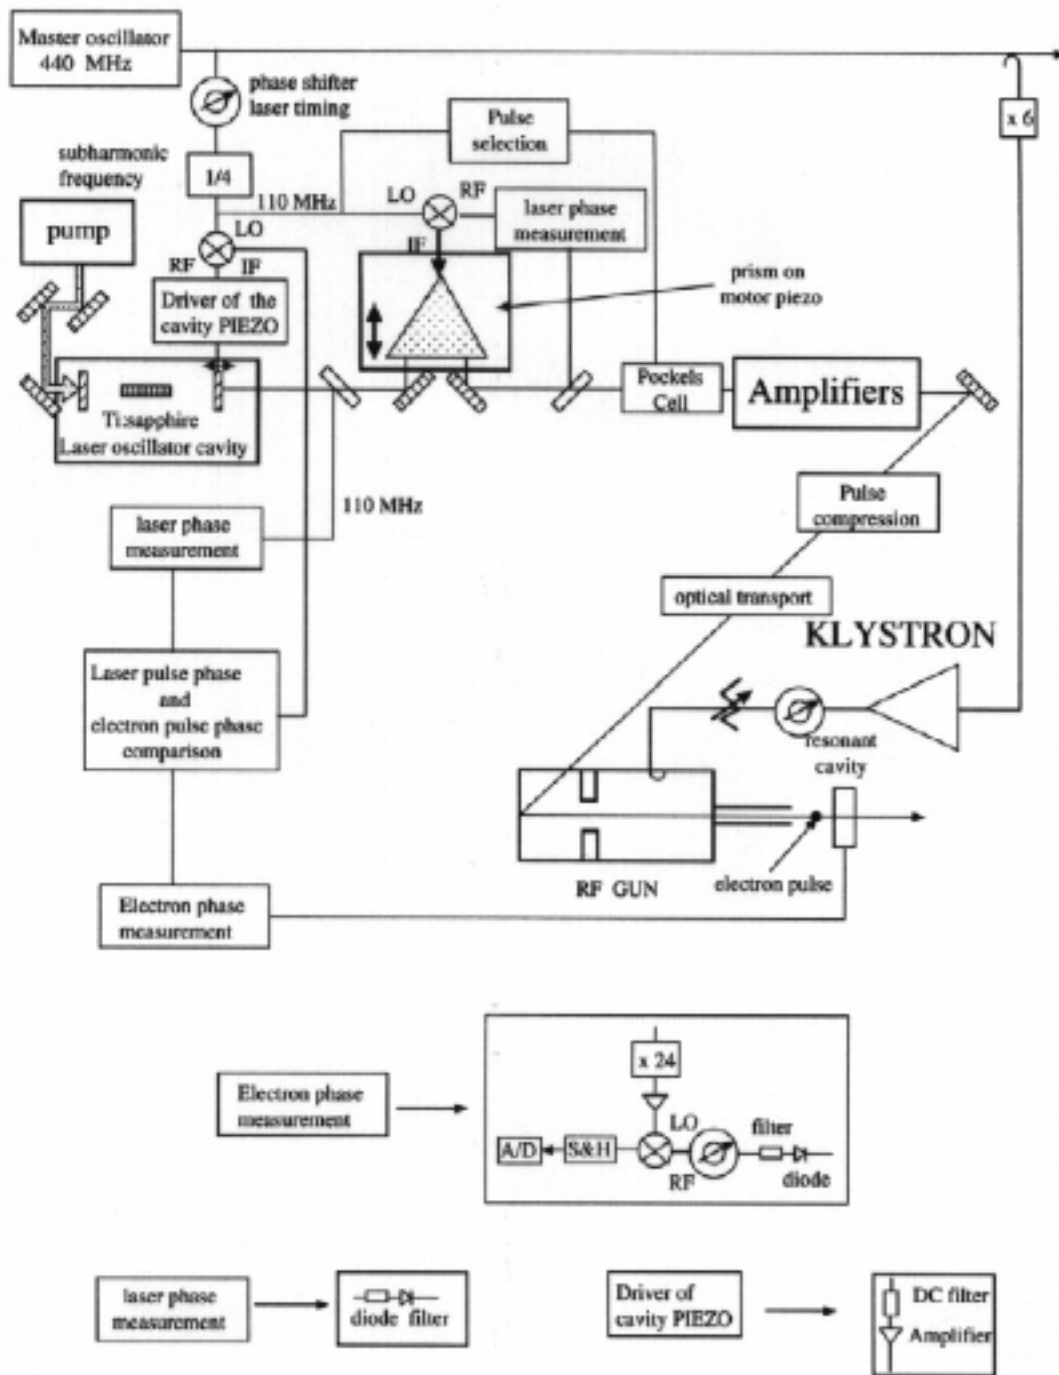 Master oscillator
440 MHz
phase shifter
laser timing
Pulse
selection
x 6
subharmonic
frequency
1/4
110 MHz
LO
RF
laser phase
measurement
pump
LO
RF
IF
IF
prism on
motor piezo
Driver of the
cavity PIEZO
Pockels
Cell
Amplifiers
Ti:sapphire
Laser oscillator cavity
110 MHz
Pulse
compression
laser phase
measurement
optical transport
KLYSTRON
Laser pulse phase
and
electron pulse phase
comparison
resonant
cavity
RF GUN
electron pulse
Electron phase
measurement
Electron phase
measurement
x 24
LO
filter
A/D
S&H
RF
diode
laser phase
measurement
diode filter
Driver of
cavity PIEZO
DC filter
Amplifier